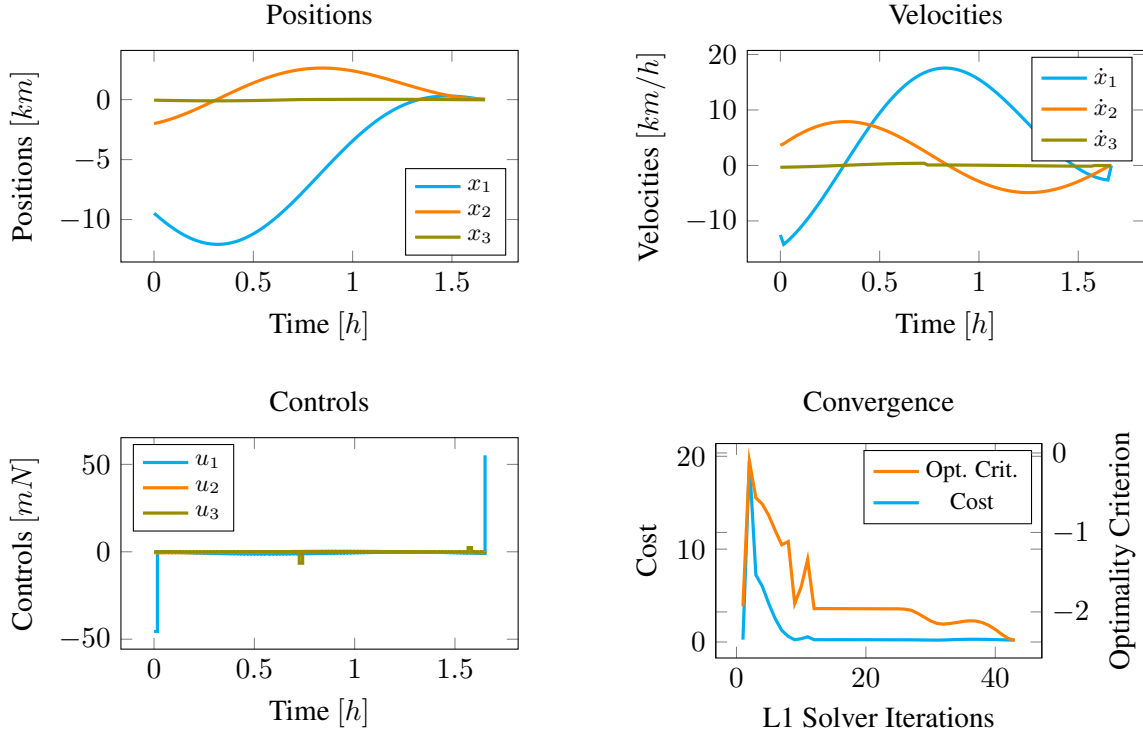 Positions
Positions [km]
0
−5
−10
x1
x2
x3
0
0.5
1
1.5
Time [h]
Velocities
Velocities [km/h]
20
10
0
−10
ẋ1
ẋ2
ẋ3
0
0.5
1
1.5
Time [h]
Controls
Controls [mN]
50
0
−50
u1
u2
u3
0
0.5
1
1.5
Time [h]
Convergence
Cost
20
10
0
Opt. Crit.
Cost
0
−1
−2
Optimality Criterion
0
20
40
L1 Solver Iterations